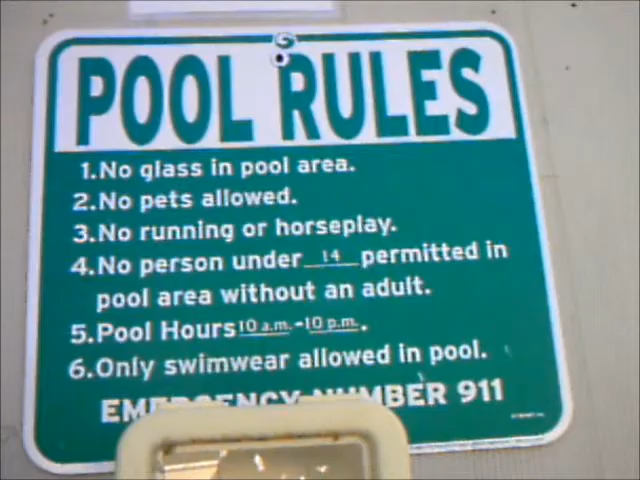 POOL RULES
1. No glass in pool area.
2. No pets allowed.
3. No running or horseplay.
4. No person under 14 permitted in
pool area without an adult.
5. Pool Hours 10 a.m. - 10 p.m.
6. Only swimwear allowed in pool.
EMERGENCY NUMBER 911